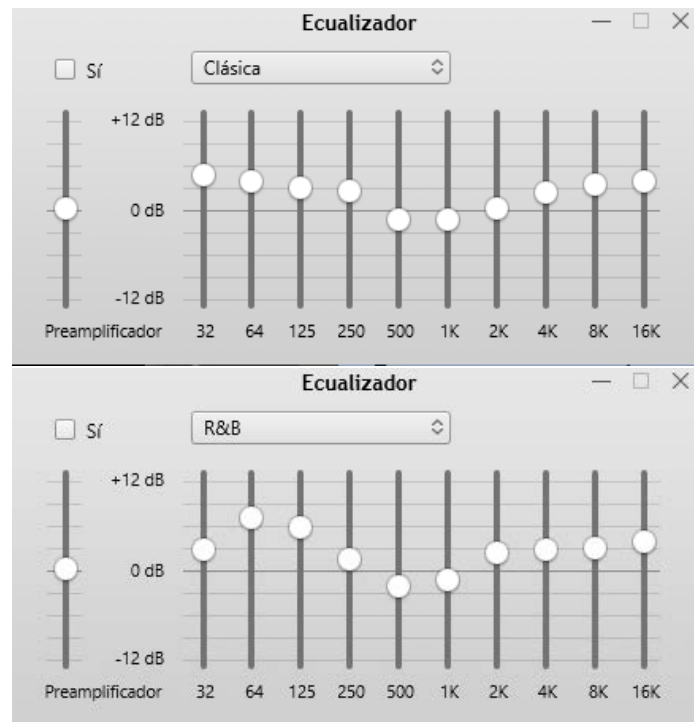 Ecualizador
Sí Clásica
+12 dB
0 dB
-12 dB
Preamplificador 32 64 125 250 500 1K 2K 4K 8K 16K
Ecualizador
Sí R&B
+12 dB
0 dB
-12 dB
Preamplificador 32 64 125 250 500 1K 2K 4K 8K 16K